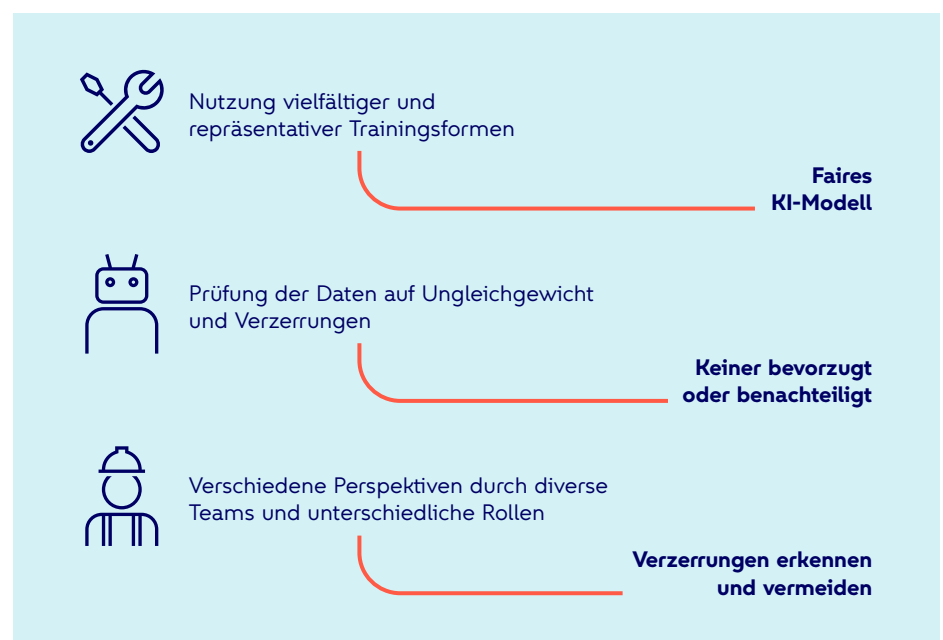 Nutzung vielfältiger und
repräsentativer Trainingsformen
Faires
KI-Modell
Prüfung der Daten auf Ungleichgewicht
und Verzerrungen
Keiner bevorzugt
oder benachteiligt
Verschiedene Perspektiven durch diverse
Teams und unterschiedliche Rollen
Verzerrungen erkennen
und vermeiden